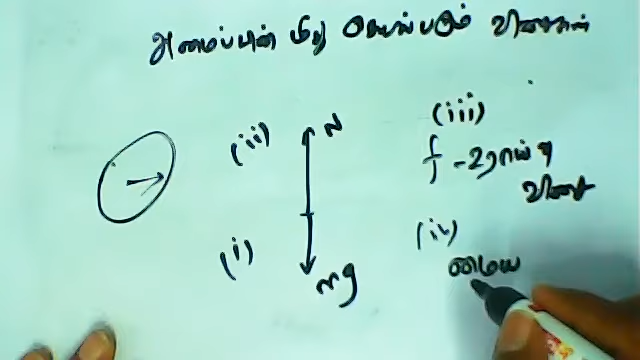 அமைப்பின் மீது செயல்படும் விசைகள்
(iii)
(ii) N
f - உராய்வு
விசை
(i) mg
(iv)
மைய